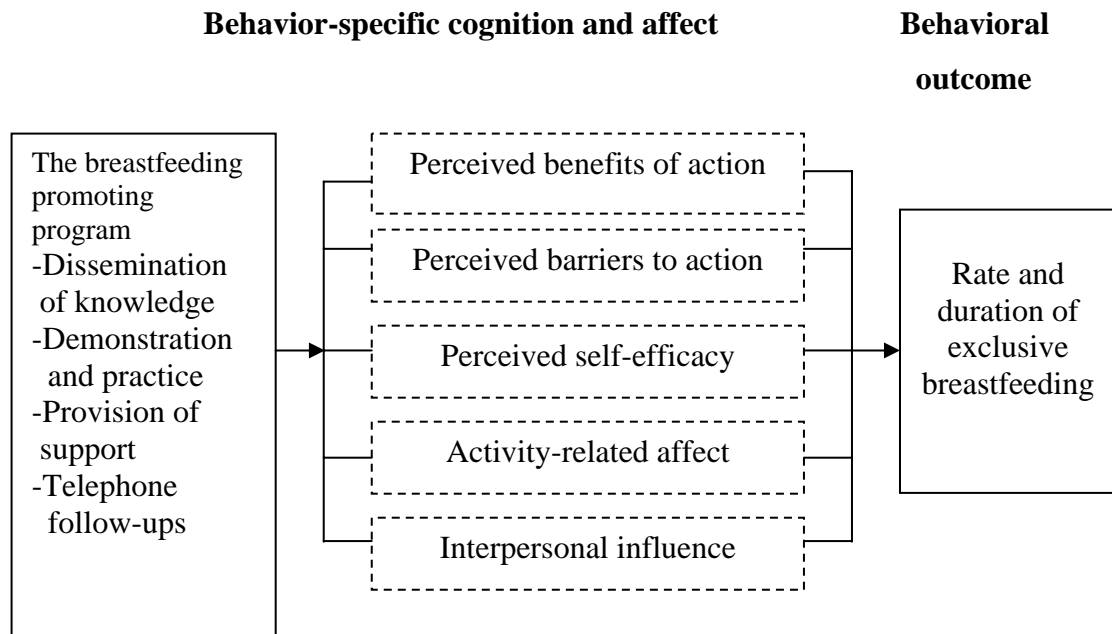 Behavior-specific cognition and affect
Behavioral
outcome
The breastfeeding
promoting
program
-Dissemination
of knowledge
-Demonstration
and practice
-Provision of
support
-Telephone
follow-ups
Perceived benefits of action
Perceived barriers to action
Perceived self-efficacy
Activity-related affect
Interpersonal influence
Rate and
duration of
exclusive
breastfeeding